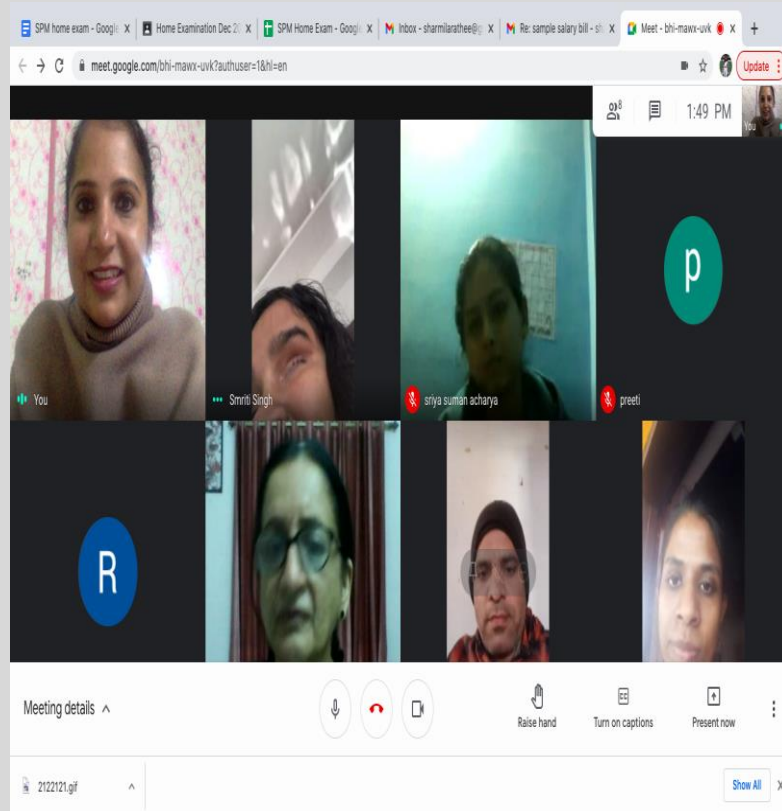 SPM home exam - Googl
Home Examination Dec 20
SPM Home Exam - Googl
Inbox - sharmilarathee@g
Re: sample salary bill - sh
Meet - bhi-mawx-uvk
meet.google.com/bhi-mawx-uvk?authuser=1&hl=en
Update
8
1:49 PM
You
You
Smriti Singh
sriya suman acharya
p
preeti
R
Meeting details
Raise hand
CC
Turn on captions
Present now
2122121.gif
Show All